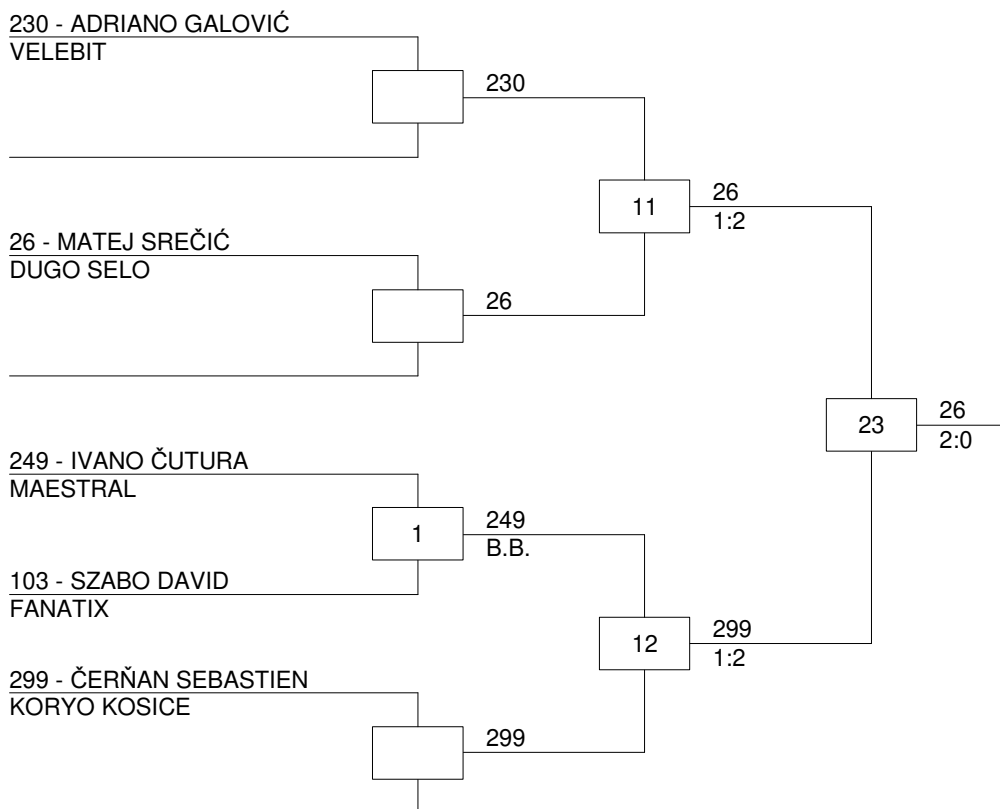 230 - ADRIANO GALOVIĆ
VELEBIT
230
11
26
1:2
26 - MATEJ SREČIĆ
DUGO SELO
26
23
26
2:0
249 - IVANO ČUTURA
MAESTRAL
1
249
B.B.
103 - SZABO DAVID
FANATIX
12
299
1:2
299 - ČERŇAN SEBASTIEN
KORYO KOSICE
299